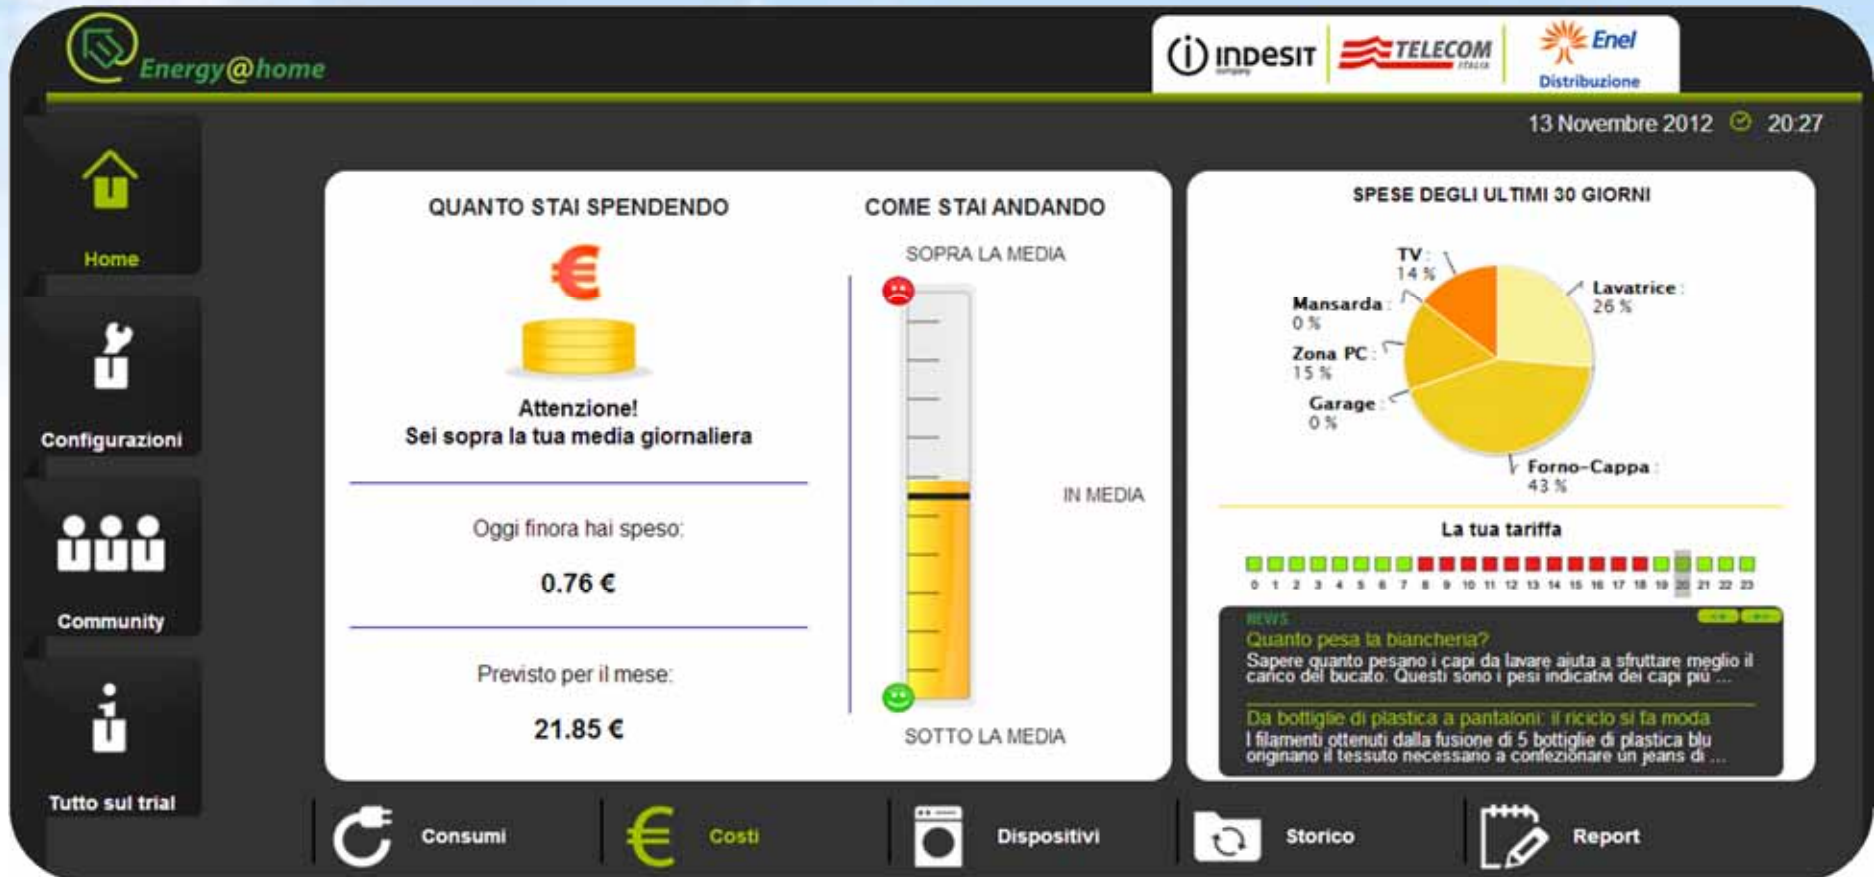 Energy@home
indesit
company
TELECOM
ITALIA
Enel
Distribuzione
13 Novembre 2012 20:27
Home
Configurazioni
Community
Tutto sul trial
QUANTO STAI SPENDENDO
Attenzione!
Sei sopra la tua media giornaliera
Oggi finora hai speso:
0.76 €
Previsto per il mese:
21.85 €
COME STAI ANDANDO
SOPRA LA MEDIA
IN MEDIA
SOTTO LA MEDIA
SPESE DEGLI ULTIMI 30 GIORNI
TV :
14 %
Lavatrice :
26 %
Mansarda :
0 %
Zona PC :
15 %
Garage :
0 %
Forno-Cappa :
43 %
La tua tariffa
0 1 2 3 4 5 6 7 8 9 10 11 12 13 14 15 16 17 18 19 20 21 22 23
NEWS
Quanto pesa la biancheria?
Sapere quanto pesano i capi da lavare aiuta a sfruttare meglio il
carico del bucato. Questi sono i pesi indicativi dei capi più ...
Da bottiglie di plastica a pantaloni: il riciclo si fa moda
I filamenti ottenuti dalla fusione di 5 bottiglie di plastica blu
originano il tessuto necessario a confezionare un jeans di ...
Consumi
Costi
Dispositivi
Storico
Report